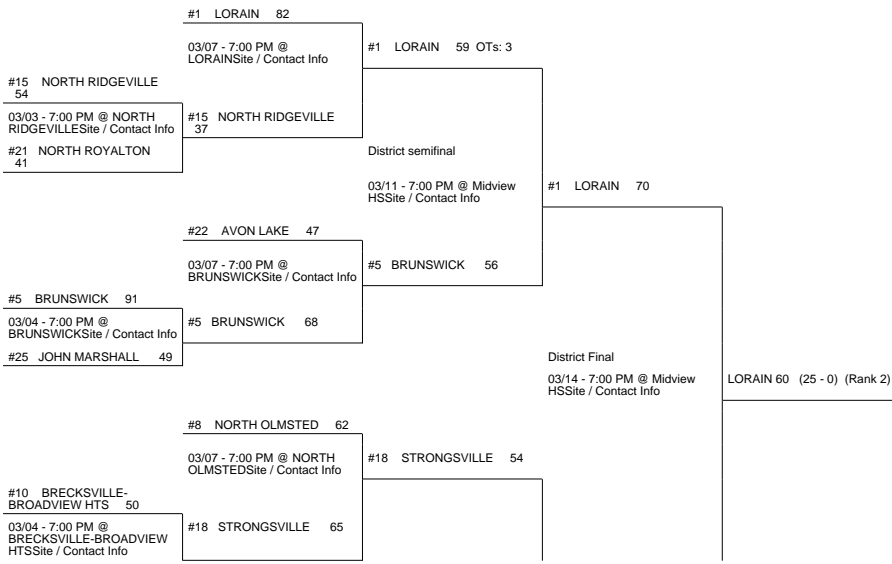 #1 LORAIN 82
03/07 - 7:00 PM @
LORAINSite / Contact Info
#1 LORAIN 59 OTs: 3
#15 NORTH RIDGEVILLE
54
03/03 - 7:00 PM @ NORTH
RIDGEVILLESite / Contact Info
#15 NORTH RIDGEVILLE
37
#21 NORTH ROYALTON
41
District semifinal
03/11 - 7:00 PM @ Midview
HSSite / Contact Info
#1 LORAIN 70
#22 AVON LAKE 47
03/07 - 7:00 PM @
BRUNSWICKSite / Contact Info
#5 BRUNSWICK 56
#5 BRUNSWICK 91
03/04 - 7:00 PM @
BRUNSWICKSite / Contact Info
#5 BRUNSWICK 68
#25 JOHN MARSHALL 49
District Final
03/14 - 7:00 PM @ Midview
HSSite / Contact Info
LORAIN 60 (25 - 0) (Rank 2)
#8 NORTH OLMSTED 62
03/07 - 7:00 PM @ NORTH
OLMSTEDSite / Contact Info
#18 STRONGSVILLE 54
#10 BRECKSVILLE-
BROADVIEW HTS 50
03/04 - 7:00 PM @
BRECKSVILLE-BROADVIEW
HTSSite / Contact Info
#18 STRONGSVILLE 65